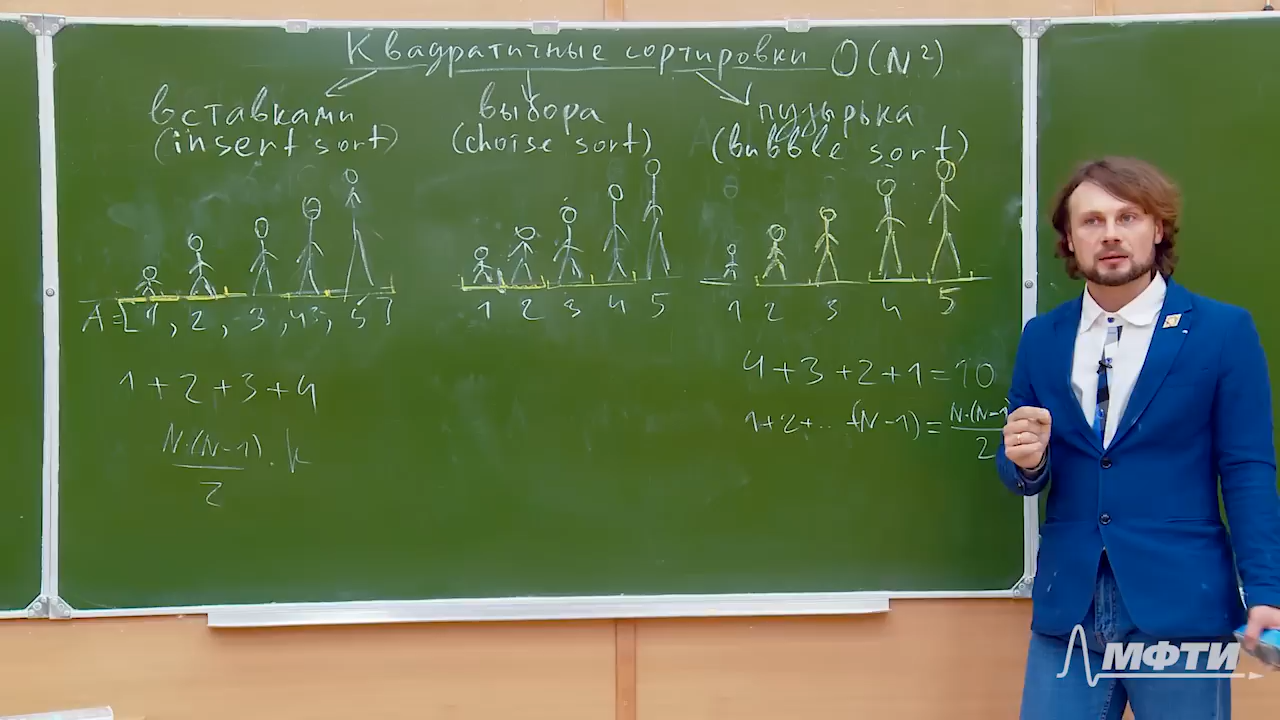 Квадратичные сортировки O(N²)
вставками
(insert sort)
выбора
(choise sort)
пузырька
(bubble sort)
A=[1, 2, 3, 4, 5]
1 2 3 4 5
1 2 3 4 5
1+2+3+4
N·(N-1)/2 · k
4+3+2+1=10
1+2+...+(N-1)= N·(N-1)/2
МФТИ